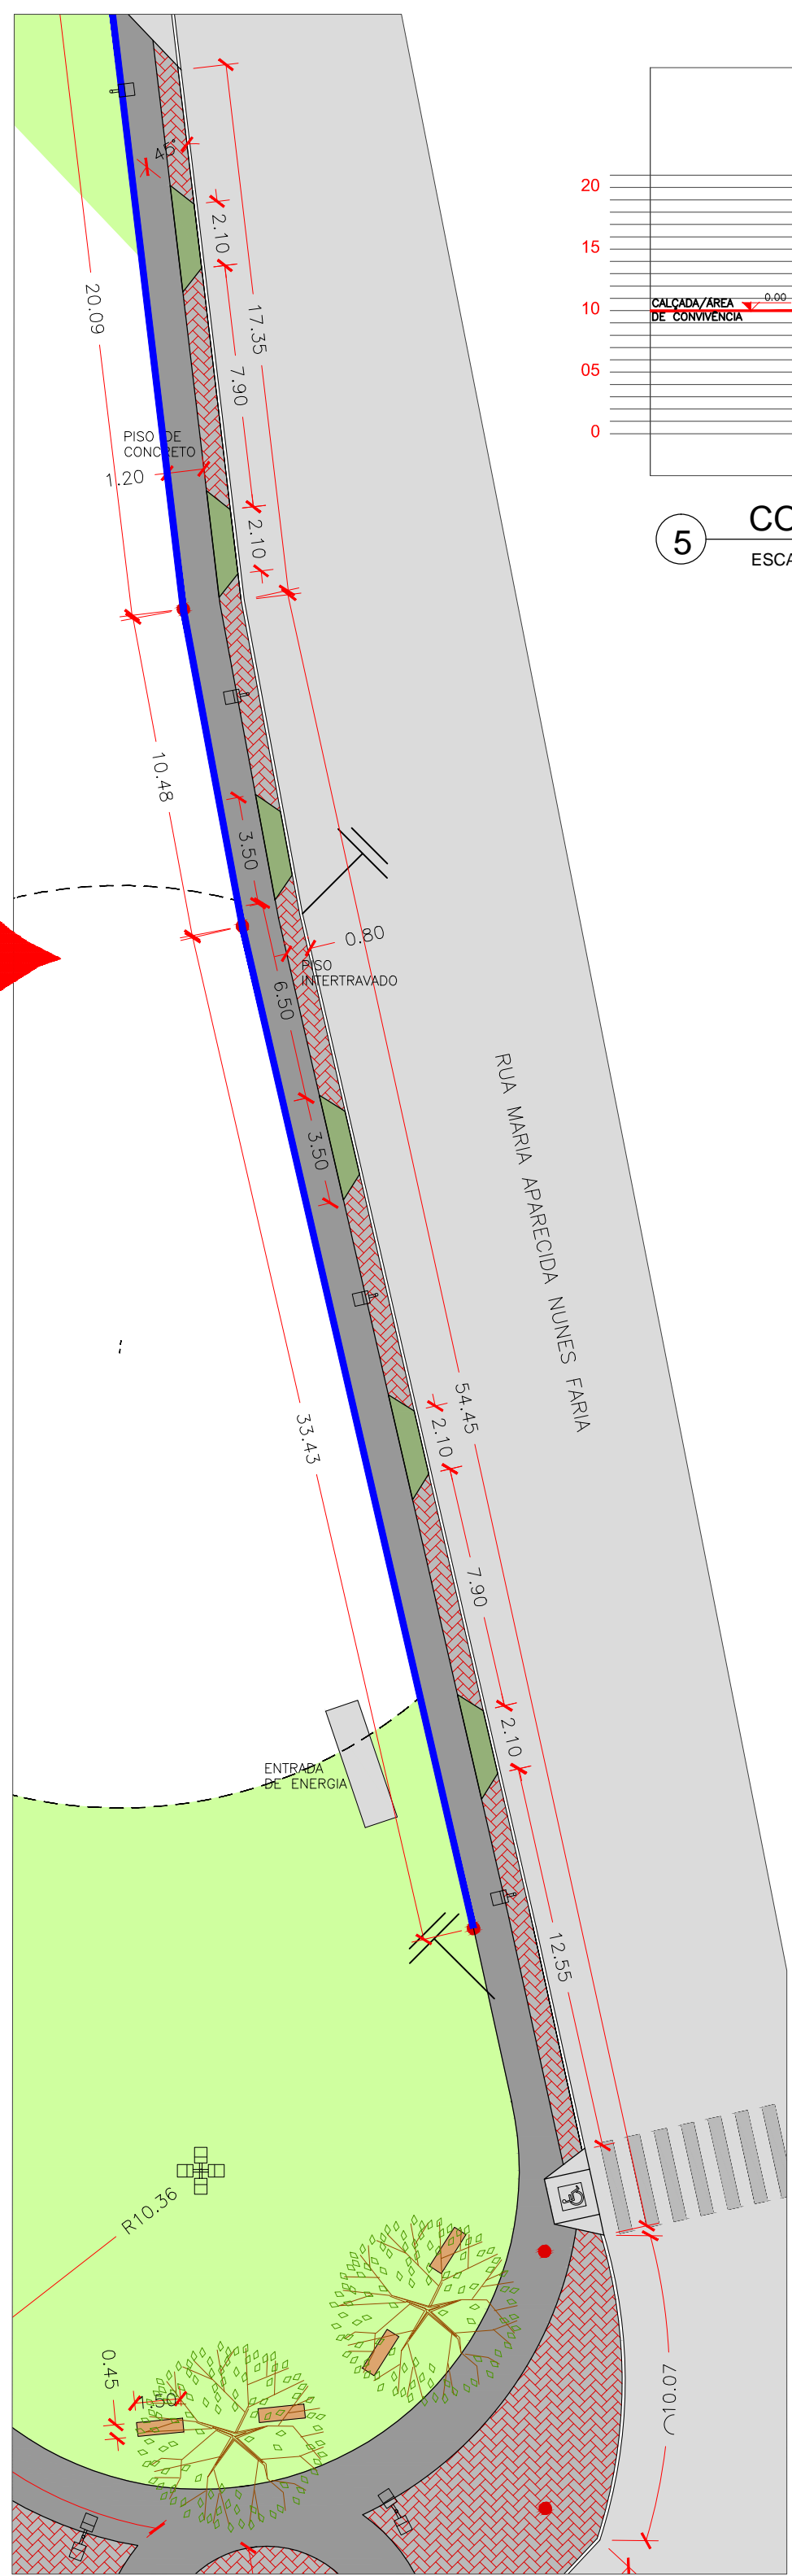 45°
2.10
20.09
17.35
7.90
PISO DE
CONCRETO
1.20
2.10
20
15
CALÇADA/ÁREA
DE CONVIVÊNCIA
0.00
10
05
0
5
CO
ESCA
10.48
3.50
0.80
PISO
INTERTRAVADO
6.50
3.50
RUA MARIA APARECIDA NUNES FARIA
54.45
2.10
33.43
7.90
2.10
ENTRADA
DE ENERGIA
12.55
R10.36
0.45
1.50
10.07